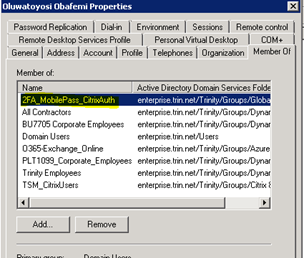 Oluwatoyosi Obafemi Properties
Password Replication Dial-in Environment Sessions Remote control
Remote Desktop Services Profile Personal Virtual Desktop COM+
General Address Account Profile Telephones Organization Member Of
Member of:
Name Active Directory Domain Services Folde
2FA_MobilePass_CitrixAuth enterprise.trin.net/Trinity/Groups/Globa
All Contractors enterprise.trin.net/Trinity/Groups/Dynar
BU7705 Corporate Employees enterprise.trin.net/Trinity/Groups/Dynar
Domain Users enterprise.trin.net/Users
O365-Exchange_Online enterprise.trin.net/Trinity/Groups/Azure
PLT1099_Corporate_Employees enterprise.trin.net/Trinity/Groups/Dynar
Trinity Employees enterprise.trin.net/Trinity/Groups/Dynar
TSM_CitrixUsers enterprise.trin.net/Trinity/Groups/Citrix 8
Add... Remove
Primary group: Domain Users